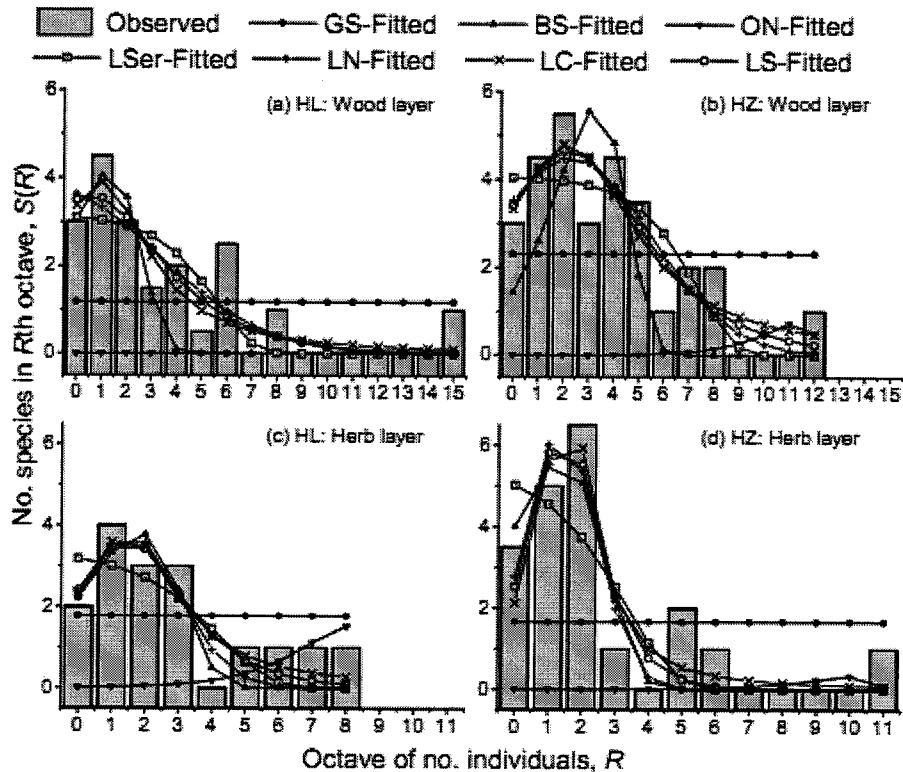 Observed GS-Fitted BS-Fitted ON-Fitted
LSer-Fitted LN-Fitted LC-Fitted LS-Fitted
No. species in Rth octave, S(R)
(a) HL: Wood layer
6
4
2
0
0 1 2 3 4 5 6 7 8 9 10 11 12 13 14 15
(b) HZ: Wood layer
6
4
2
0
0 1 2 3 4 5 6 7 8 9 10 11 12 13 14 15
(c) HL: Herb layer
6
4
2
0
0 1 2 3 4 5 6 7 8 9 10 11
(d) HZ: Herb layer
6
4
2
0
0 1 2 3 4 5 6 7 8 9 10 11
Octave of no. individuals, R